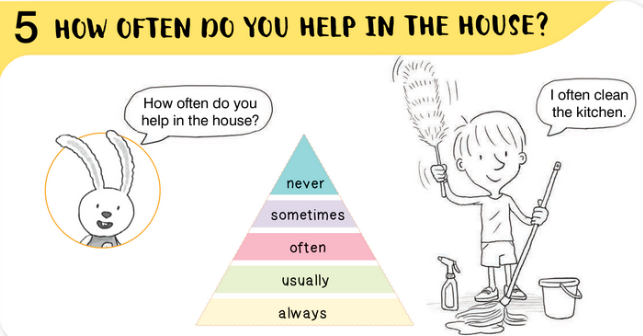 5 HOW OFTEN DO YOU HELP IN THE HOUSE?
How often do you
help in the house?
I often clean
the kitchen.
never
sometimes
often
usually
always